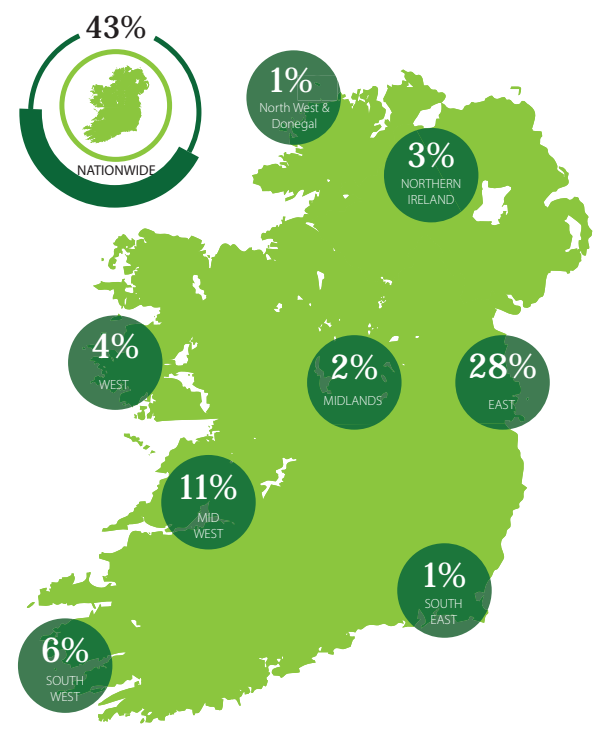 43%
NATIONWIDE
1%
North West &
Donegal
3%
NORTHERN
IRELAND
4%
WEST
2%
MIDLANDS
28%
EAST
11%
MID
WEST
1%
SOUTH
EAST
6%
SOUTH
WEST